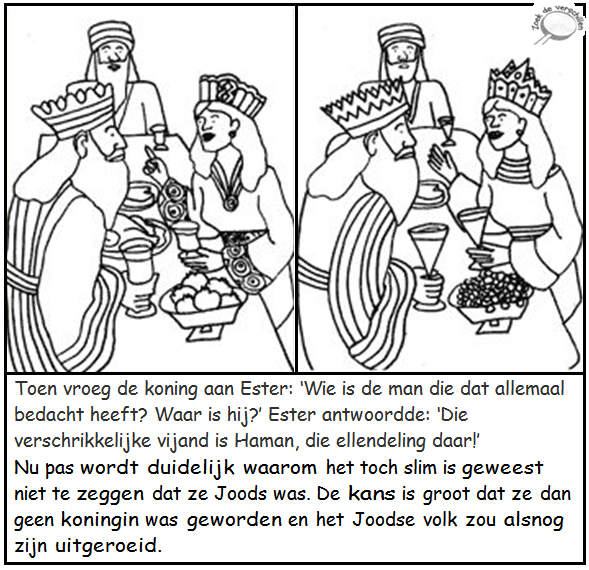 Zoek de verschillen
Toen vroeg de koning aan Ester: ‘Wie is de man die dat allemaal
bedacht heeft? Waar is hij?’ Ester antwoordde: ‘Die
verschrikkelijke vijand is Haman, die ellendeling daar!’
Nu pas wordt duidelijk waarom het toch slim is geweest
niet te zeggen dat ze Joods was. De kans is groot dat ze dan
geen koningin was geworden en het Joodse volk zou alsnog
zijn uitgeroeid.